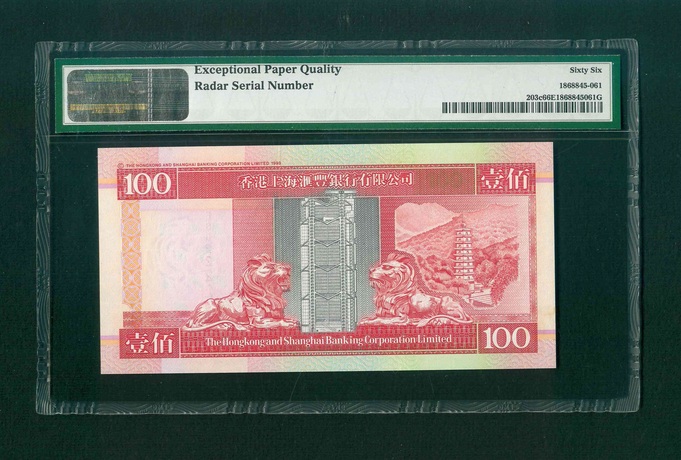 Exceptional Paper Quality
Radar Serial Number
Sixty Six
1868845-061
203c66E1868845061G
© THE HONGKONG AND SHANGHAI BANKING CORPORATION LIMITED
100
香港上海滙豐銀行有限公司
壹佰
壹佰
The Hongkong and Shanghai Banking Corporation Limited
100